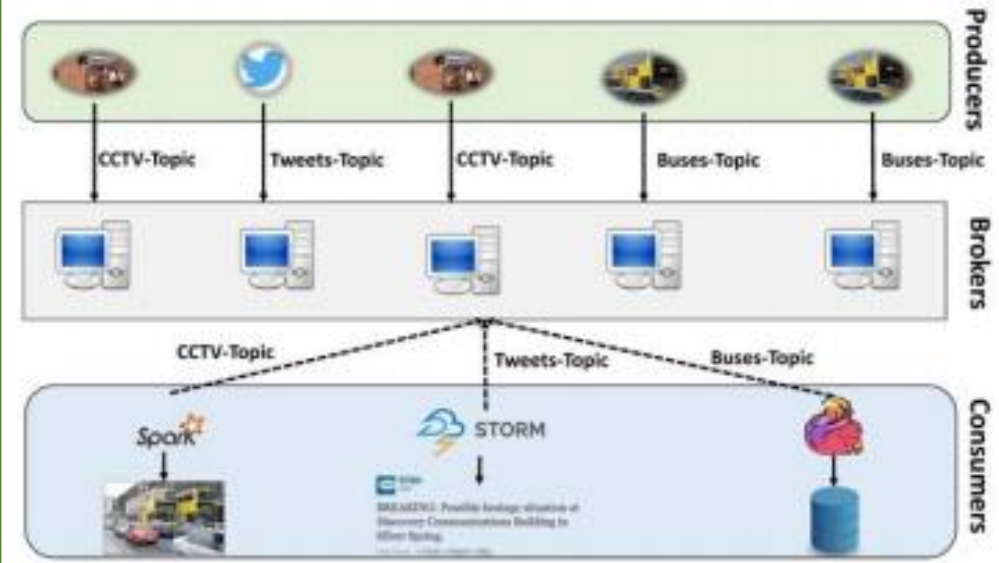 Producers
CCTV-Topic
Tweets-Topic
CCTV-Topic
Buses-Topic
Buses-Topic
Brokers
CCTV-Topic
Tweets-Topic
Buses-Topic
Consumers
Spark
STORM
BREAKING: Possible hostage situation at
Discovery Communications Building in
Silver Spring.